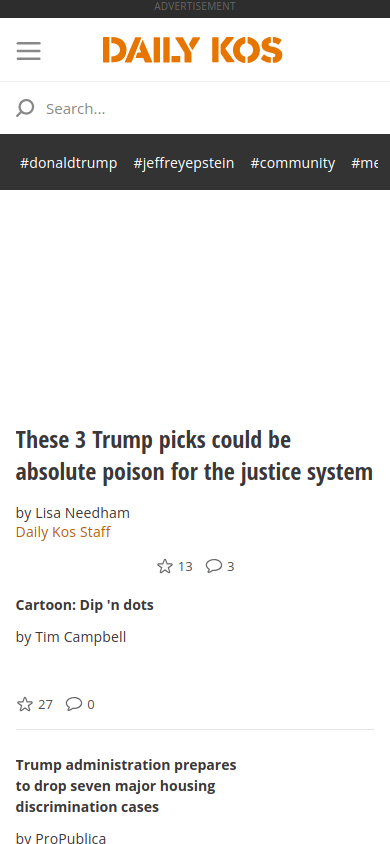 ADVERTISEMENT
DAILY KOS
Search...
#donaldtrump #jeffreyepstein #community #me
These 3 Trump picks could be
absolute poison for the justice system
by Lisa Needham
Daily Kos Staff
13 3
Cartoon: Dip 'n dots
by Tim Campbell
27 0
Trump administration prepares
to drop seven major housing
discrimination cases
by ProPublica